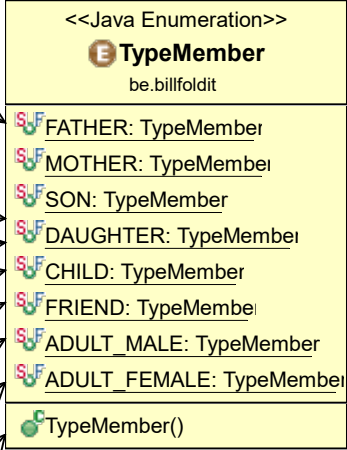 <<Java Enumeration>>
E TypeMember
be.billfoldit
S F FATHER: TypeMember
S F MOTHER: TypeMember
S F SON: TypeMember
S F DAUGHTER: TypeMember
S F CHILD: TypeMember
S F FRIEND: TypeMember
S F ADULT_MALE: TypeMember
S F ADULT_FEMALE: TypeMember
C TypeMember()